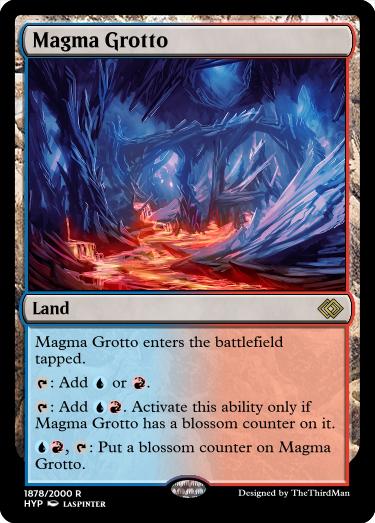 Magma Grotto
Land
Magma Grotto enters the battlefield
tapped.
: Add or .
: Add . Activate this ability only if
Magma Grotto has a blossom counter on it.
, : Put a blossom counter on Magma
Grotto.
1878/2000 R
HYP LASPINTER
Designed by TheThirdMan